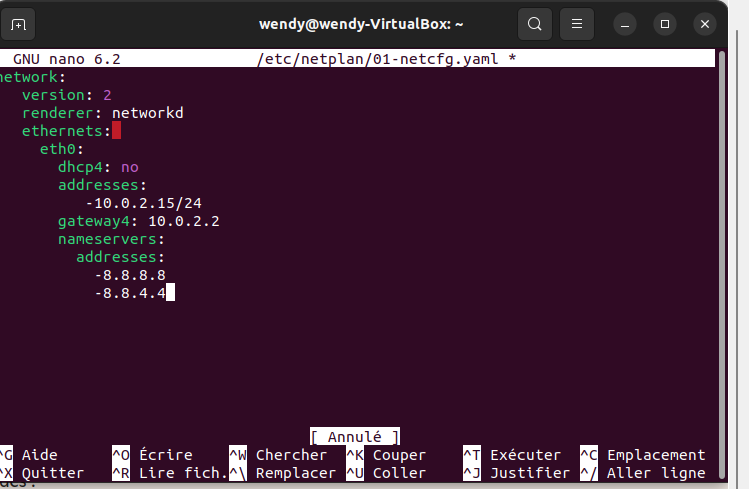 wendy@wendy-VirtualBox: ~
GNU nano 6.2 /etc/netplan/01-netcfg.yaml *
network:
version: 2
renderer: networkd
ethernets:
eth0:
dhcp4: no
addresses:
-10.0.2.15/24
gateway4: 10.0.2.2
nameservers:
addresses:
-8.8.8.8
-8.8.4.4
[ Annulé ]
^G Aide ^O Écrire ^W Chercher ^K Couper ^T Exécuter ^C Emplacement
^X Quitter ^R Lire fich. ^\ Remplacer ^U Coller ^J Justifier ^/ Aller ligne